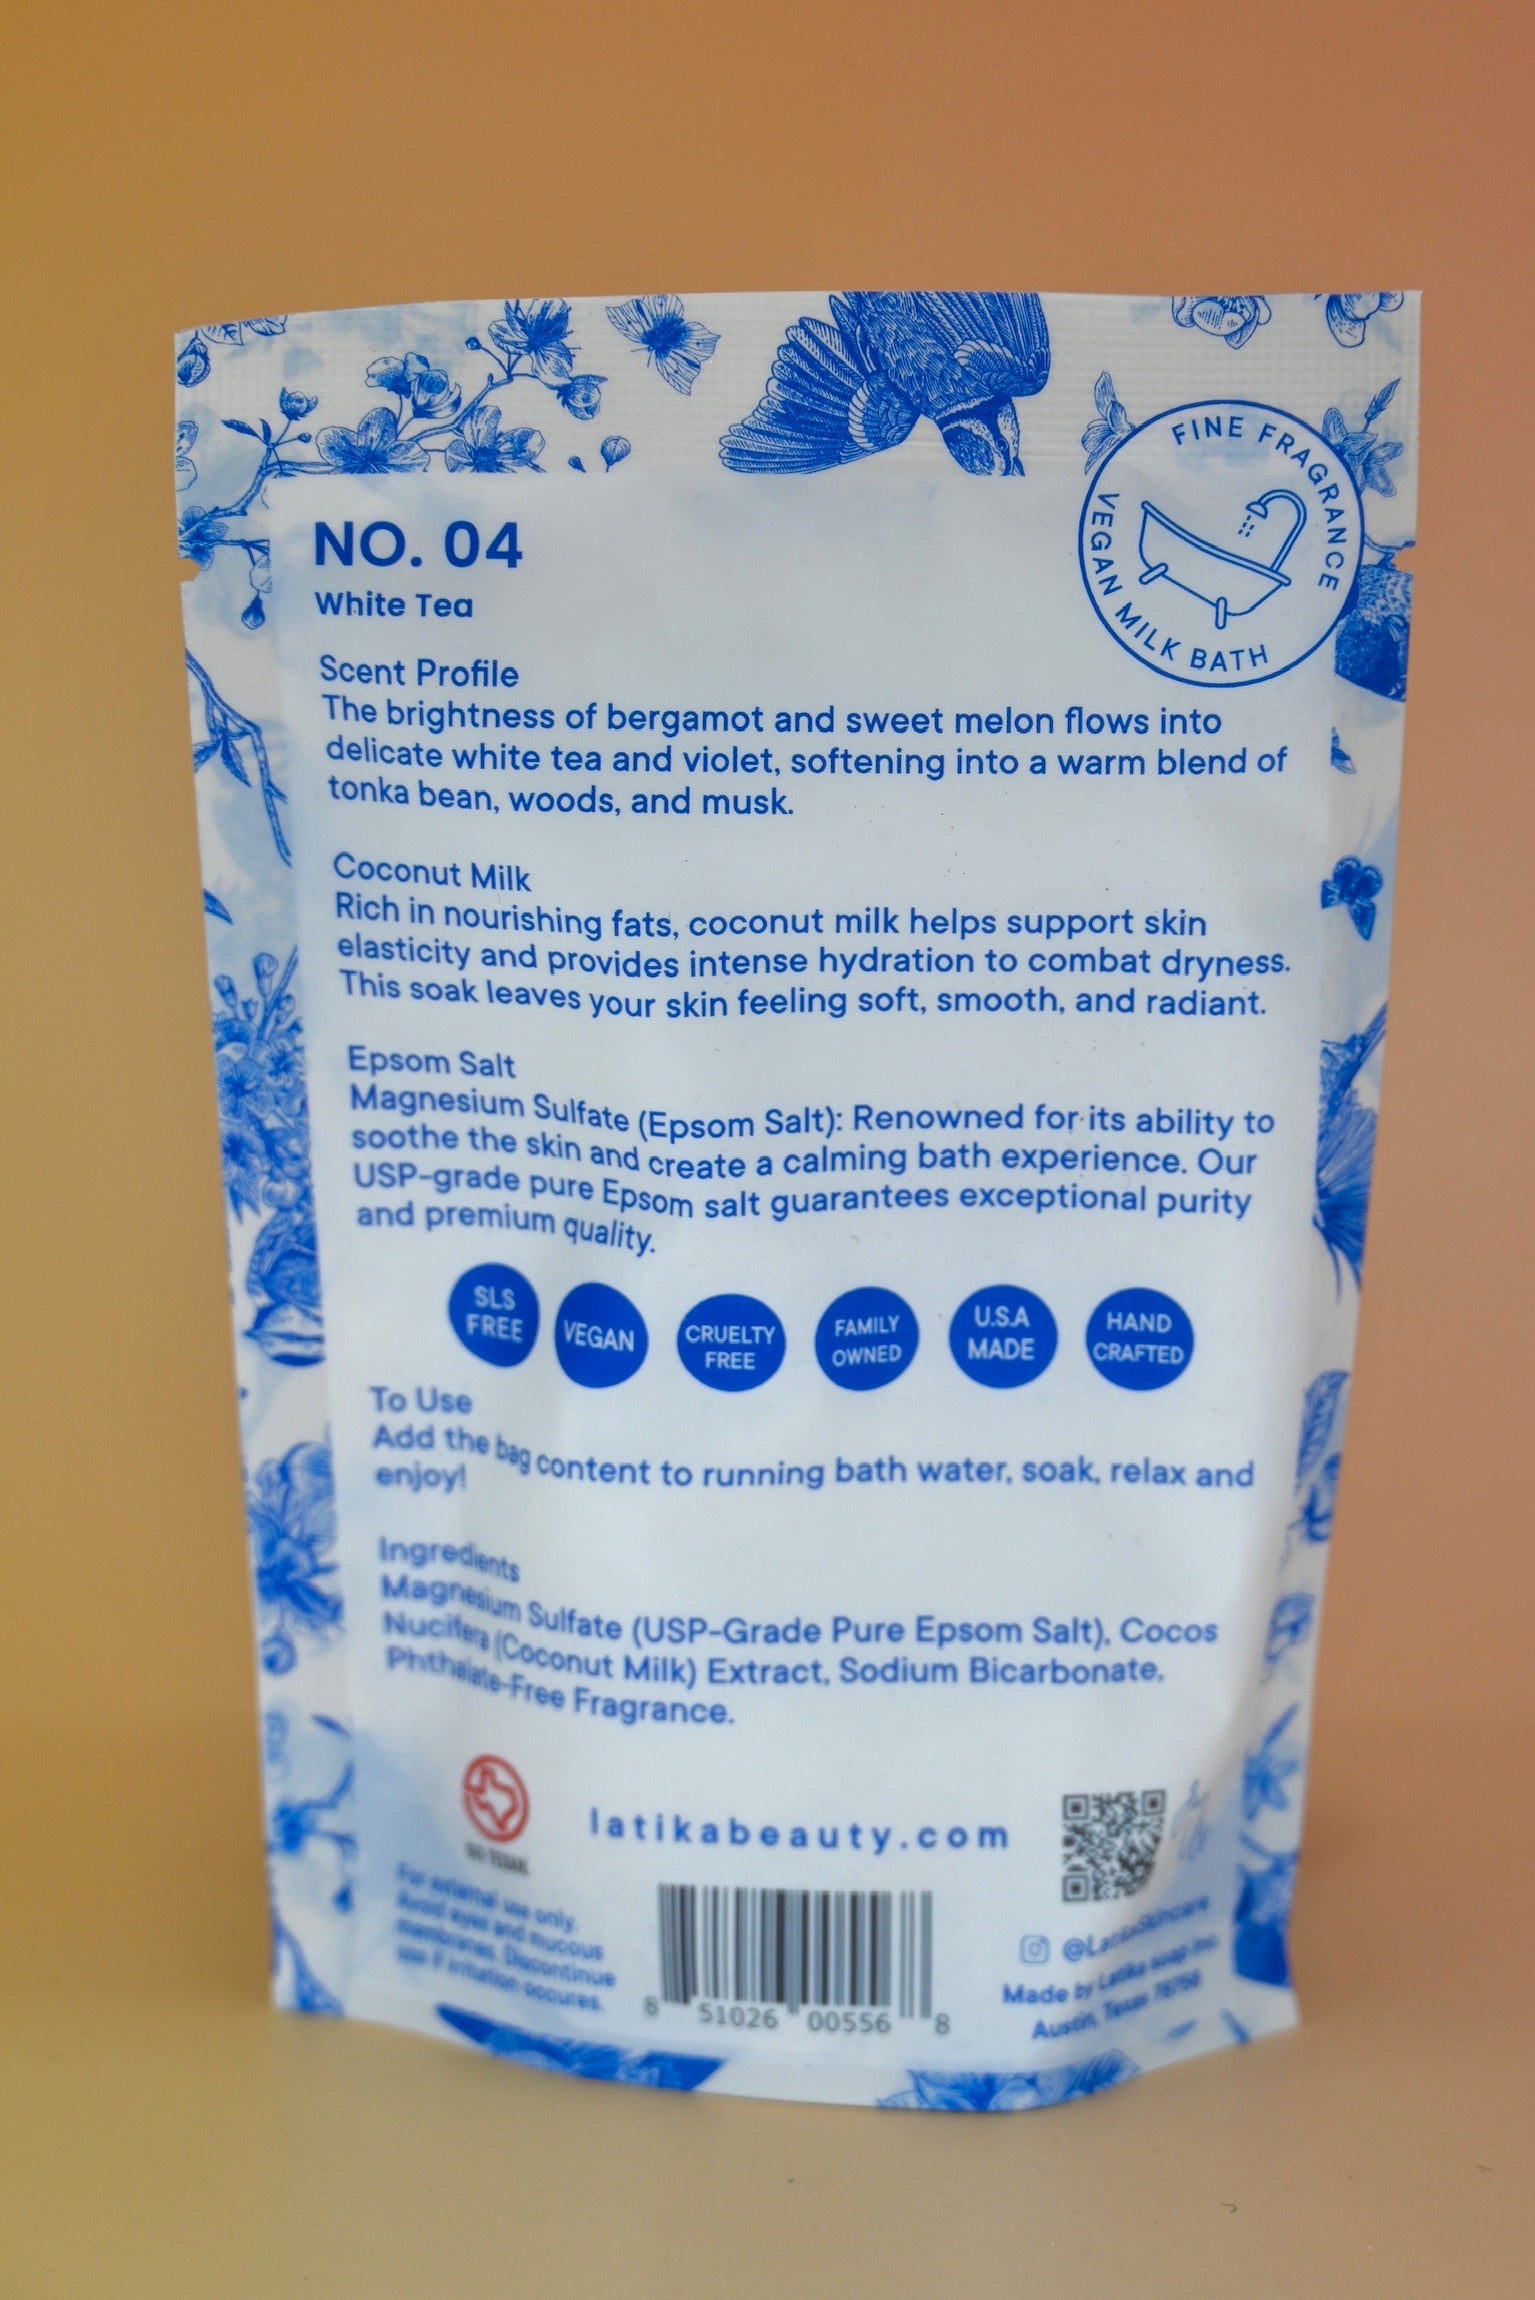 FINE FRAGRANCE
VEGAN MILK BATH
NO. 04
White Tea
Scent Profile
The brightness of bergamot and sweet melon flows into
delicate white tea and violet, softening into a warm blend of
tonka bean, woods, and musk.
Coconut Milk
Rich in nourishing fats, coconut milk helps support skin
elasticity and provides intense hydration to combat dryness.
This soak leaves your skin feeling soft, smooth, and radiant.
Epsom Salt
Magnesium Sulfate (Epsom Salt): Renowned for its ability to
soothe the skin and create a calming bath experience. Our
USP-grade pure Epsom salt guarantees exceptional purity
and premium quality.
SLS
FREE
VEGAN
CRUELTY
FREE
FAMILY
OWNED
U.S.A
MADE
HAND
CRAFTED
To Use
Add the bag content to running bath water, soak, relax and
enjoy!
Ingredients
Magnesium Sulfate (USP-Grade Pure Epsom Salt), Cocos
Nucifera (Coconut Milk) Extract, Sodium Bicarbonate,
Phthalate-Free Fragrance.
GO TEXAN.
latikabeauty.com
For external use only.
Avoid eyes and mucous
membranes. Discontinue
use if irritation occures.
8 51026 00556 8
@LatikaSkincare
Made by Latika soap Inc.
Austin, Texas 78758